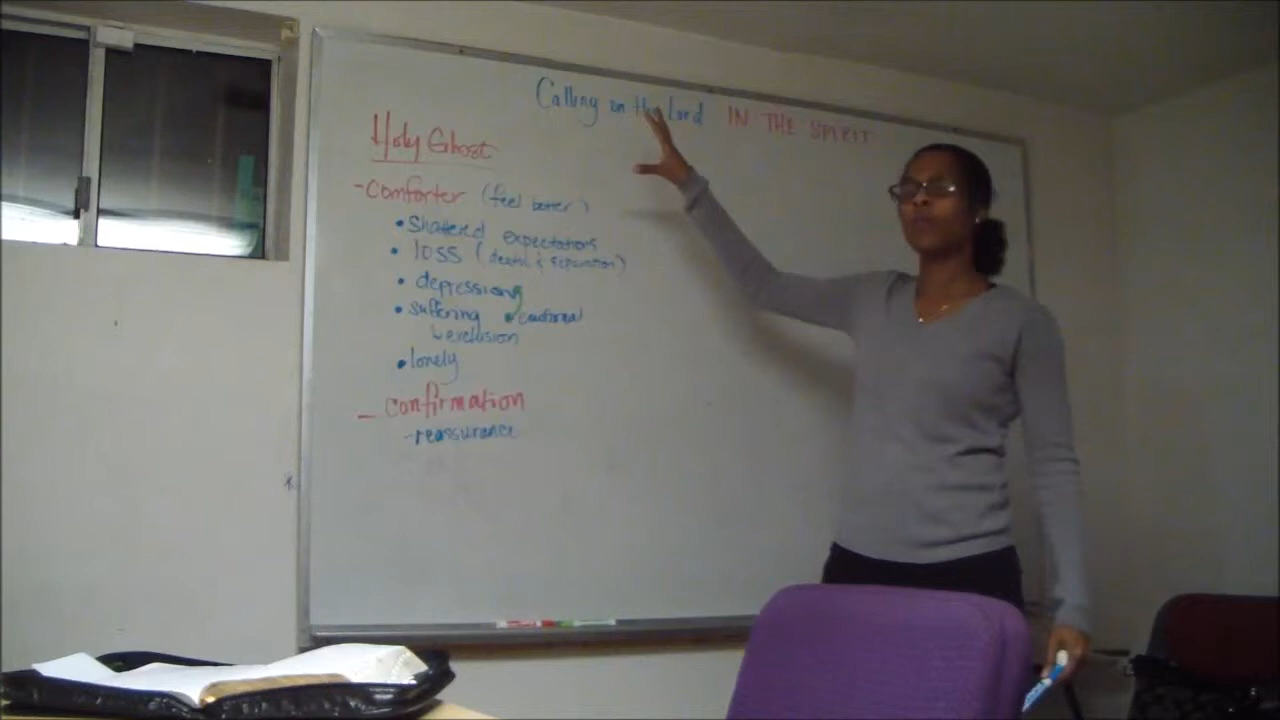 Calling on the Lord IN THE SPIRIT
Holy Ghost
- Comforter (feel better)
• Shattered expectations
• loss (death & separation)
• depression
• suffering • emotional
↳ exclusion
• lonely
- confirmation
- reassurance